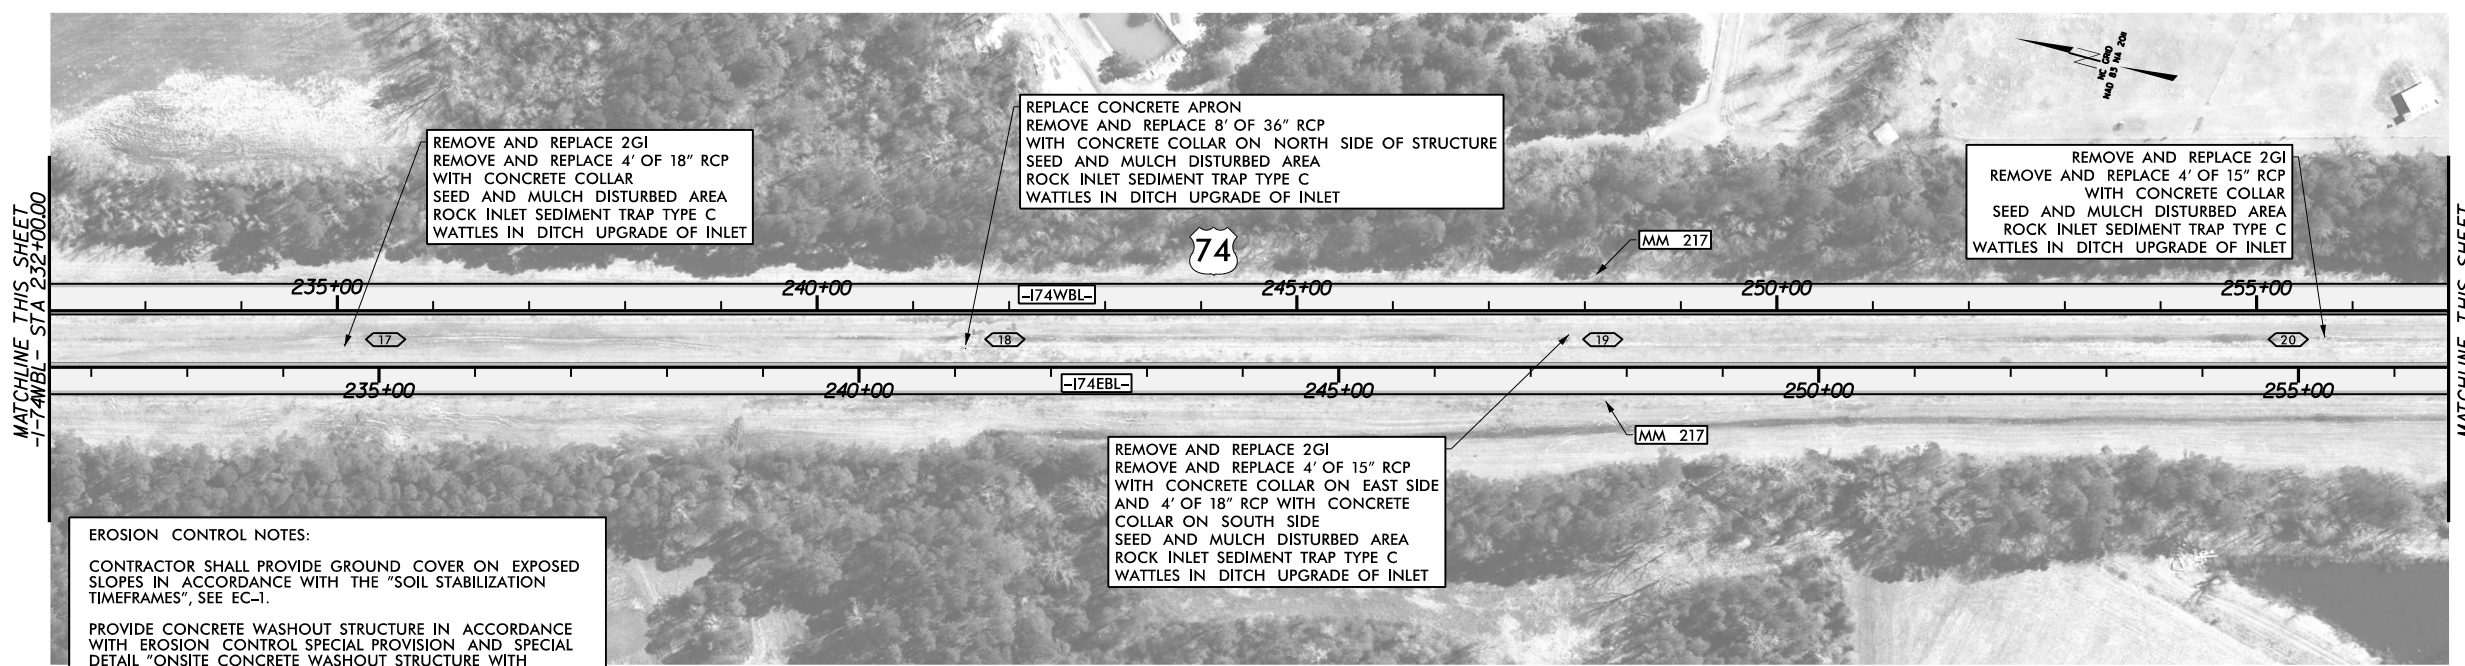 MATCHLINE THIS SHEET
-I-74WBL- STA 232+00.00
REMOVE AND REPLACE 2GI
REMOVE AND REPLACE 4' OF 18" RCP
WITH CONCRETE COLLAR
SEED AND MULCH DISTURBED AREA
ROCK INLET SEDIMENT TRAP TYPE C
WATTLES IN DITCH UPGRADE OF INLET
REPLACE CONCRETE APRON
REMOVE AND REPLACE 8' OF 36" RCP
WITH CONCRETE COLLAR ON NORTH SIDE OF STRUCTURE
SEED AND MULCH DISTURBED AREA
ROCK INLET SEDIMENT TRAP TYPE C
WATTLES IN DITCH UPGRADE OF INLET
NC GRID
NAD 83 NA 2011
REMOVE AND REPLACE 2GI
REMOVE AND REPLACE 4' OF 15" RCP
WITH CONCRETE COLLAR
SEED AND MULCH DISTURBED AREA
ROCK INLET SEDIMENT TRAP TYPE C
WATTLES IN DITCH UPGRADE OF INLET
74
MM 217
235+00
240+00
-I74WBL-
245+00
250+00
255+00
17
18
19
20
235+00
240+00
-I74EBL-
245+00
250+00
255+00
MM 217
REMOVE AND REPLACE 2GI
REMOVE AND REPLACE 4' OF 15" RCP
WITH CONCRETE COLLAR ON EAST SIDE
AND 4' OF 18" RCP WITH CONCRETE
COLLAR ON SOUTH SIDE
SEED AND MULCH DISTURBED AREA
ROCK INLET SEDIMENT TRAP TYPE C
WATTLES IN DITCH UPGRADE OF INLET
EROSION CONTROL NOTES:
CONTRACTOR SHALL PROVIDE GROUND COVER ON EXPOSED
SLOPES IN ACCORDANCE WITH THE "SOIL STABILIZATION
TIMEFRAMES", SEE EC-1.
PROVIDE CONCRETE WASHOUT STRUCTURE IN ACCORDANCE
WITH EROSION CONTROL SPECIAL PROVISION AND SPECIAL
DETAIL "ONSITE CONCRETE WASHOUT STRUCTURE WITH
MATCHLINE THIS SHEET